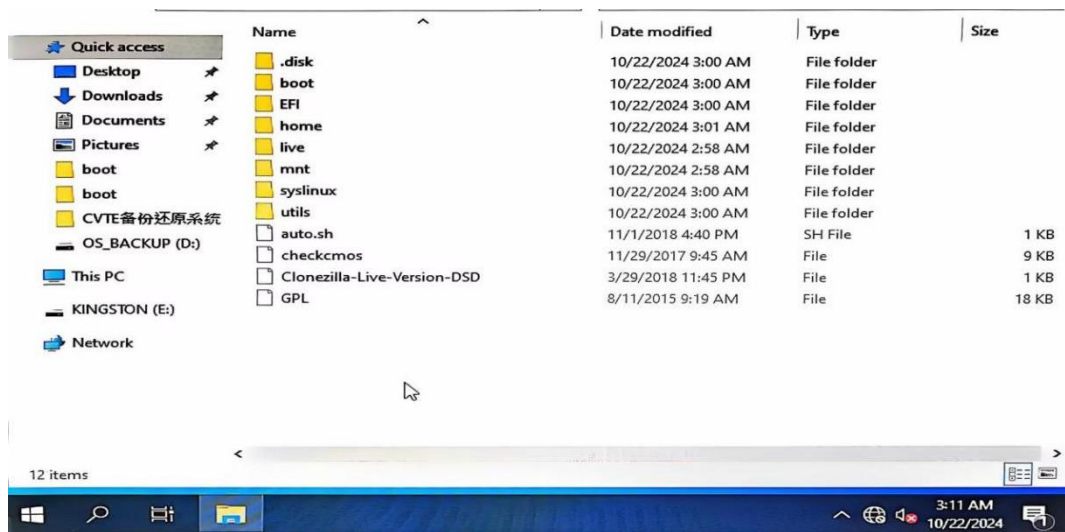 Name Date modified Type Size
Quick access
Desktop
Downloads
Documents
Pictures
boot
boot
CVTE备份还原系统
OS_BACKUP (D:)
This PC
KINGSTON (E:)
Network
.disk 10/22/2024 3:00 AM File folder
boot 10/22/2024 3:00 AM File folder
EFI 10/22/2024 3:00 AM File folder
home 10/22/2024 3:01 AM File folder
live 10/22/2024 2:58 AM File folder
mnt 10/22/2024 2:58 AM File folder
syslinux 10/22/2024 3:00 AM File folder
utils 10/22/2024 3:00 AM File folder
auto.sh 11/1/2018 4:40 PM SH File 1 KB
checkcmos 11/29/2017 9:45 AM File 9 KB
Clonezilla-Live-Version-DSD 3/29/2018 11:45 PM File 1 KB
GPL 8/11/2015 9:19 AM File 18 KB
12 items
3:11 AM
10/22/2024
1